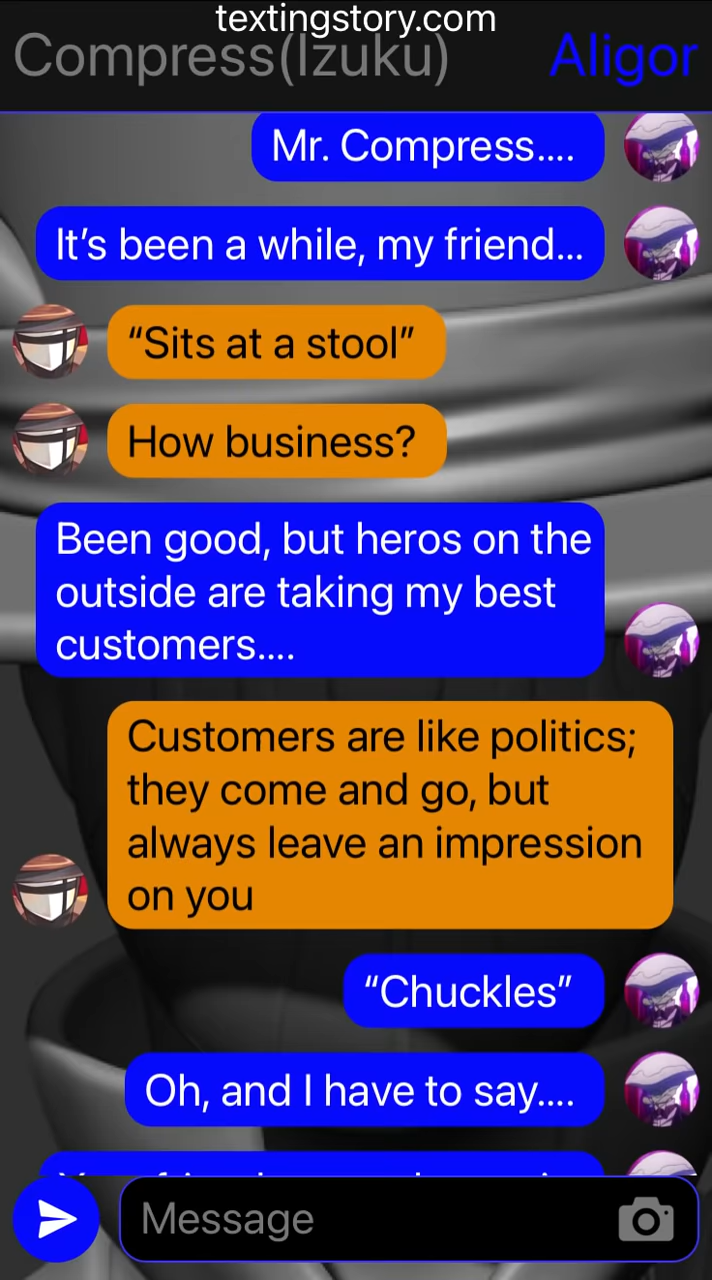 textingstory.com
Compress(Izuku) Aligor
Mr. Compress....
It's been a while, my friend...
“Sits at a stool”
How business?
Been good, but heros on the
outside are taking my best
customers....
Customers are like politics;
they come and go, but
always leave an impression
on you
“Chuckles”
Oh, and I have to say....
Message